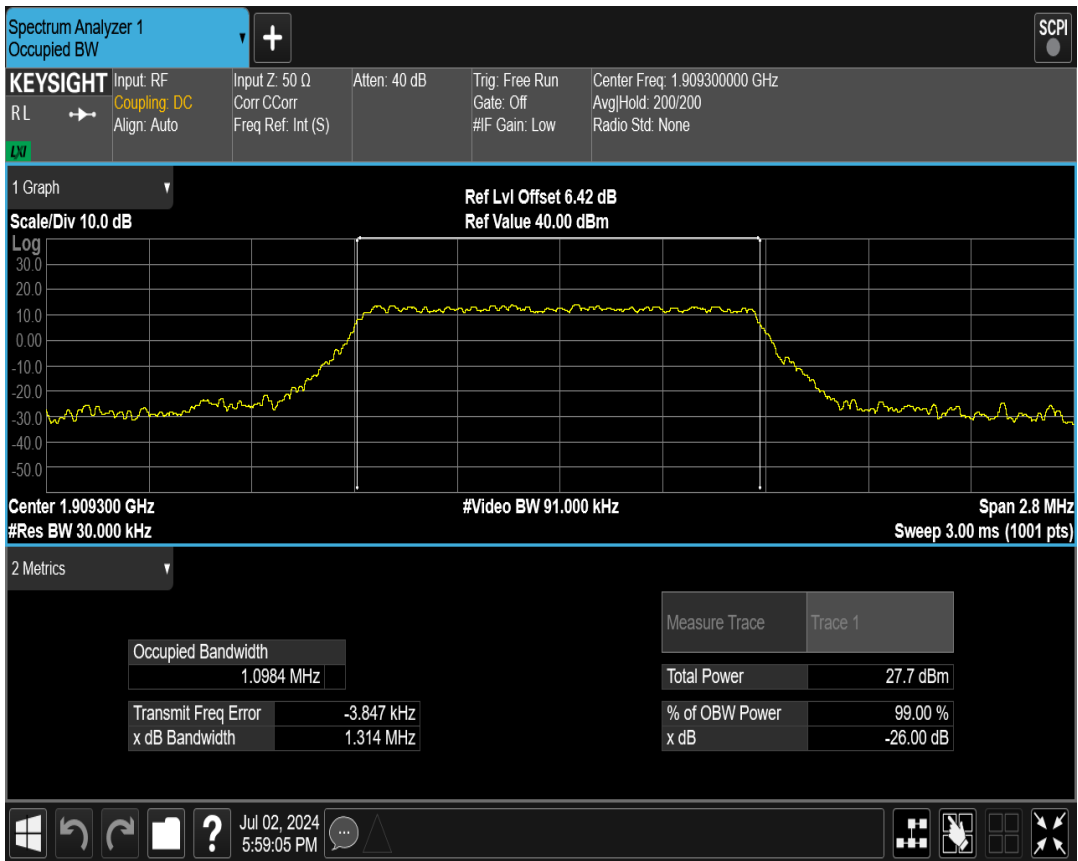 Spectrum Analyzer 1
Occupied BW
+
SCPI
KEYSIGHT
RL
LXI
Input: RF
Coupling: DC
Align: Auto
Input Z: 50 Ω
Corr CCorr
Freq Ref: Int (S)
Atten: 40 dB
Trig: Free Run
Gate: Off
#IF Gain: Low
Center Freq: 1.909300000 GHz
Avg|Hold: 200/200
Radio Std: None
1 Graph
Scale/Div 10.0 dB
Ref Lvl Offset 6.42 dB
Ref Value 40.00 dBm
Log
30.0
20.0
10.0
0.00
-10.0
-20.0
-30.0
-40.0
-50.0
Center 1.909300 GHz
#Video BW 91.000 kHz
Span 2.8 MHz
#Res BW 30.000 kHz
Sweep 3.00 ms (1001 pts)
2 Metrics
Measure Trace Trace 1
Occupied Bandwidth
1.0984 MHz
Total Power 27.7 dBm
Transmit Freq Error -3.847 kHz
% of OBW Power 99.00 %
x dB Bandwidth 1.314 MHz
x dB -26.00 dB
?
Jul 02, 2024
5:59:05 PM